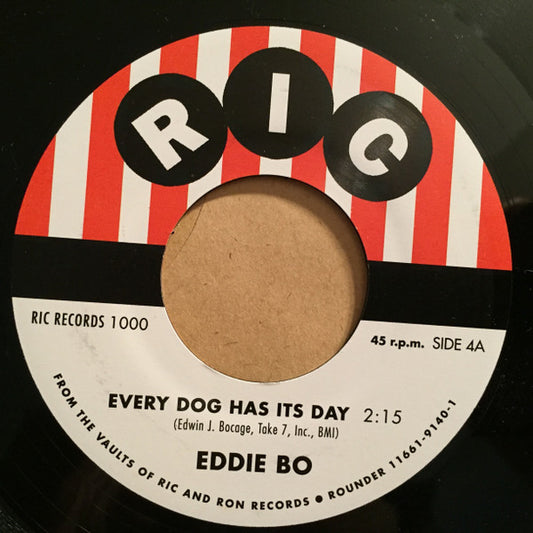 RIC
RIC RECORDS 1000
45 r.p.m. SIDE 4A
EVERY DOG HAS ITS DAY 2:15
(Edwin J. Bocage, Take 7, Inc., BMI)
EDDIE BO
FROM THE VAULTS OF RIC AND RON RECORDS • ROUNDER 11661-9140-1